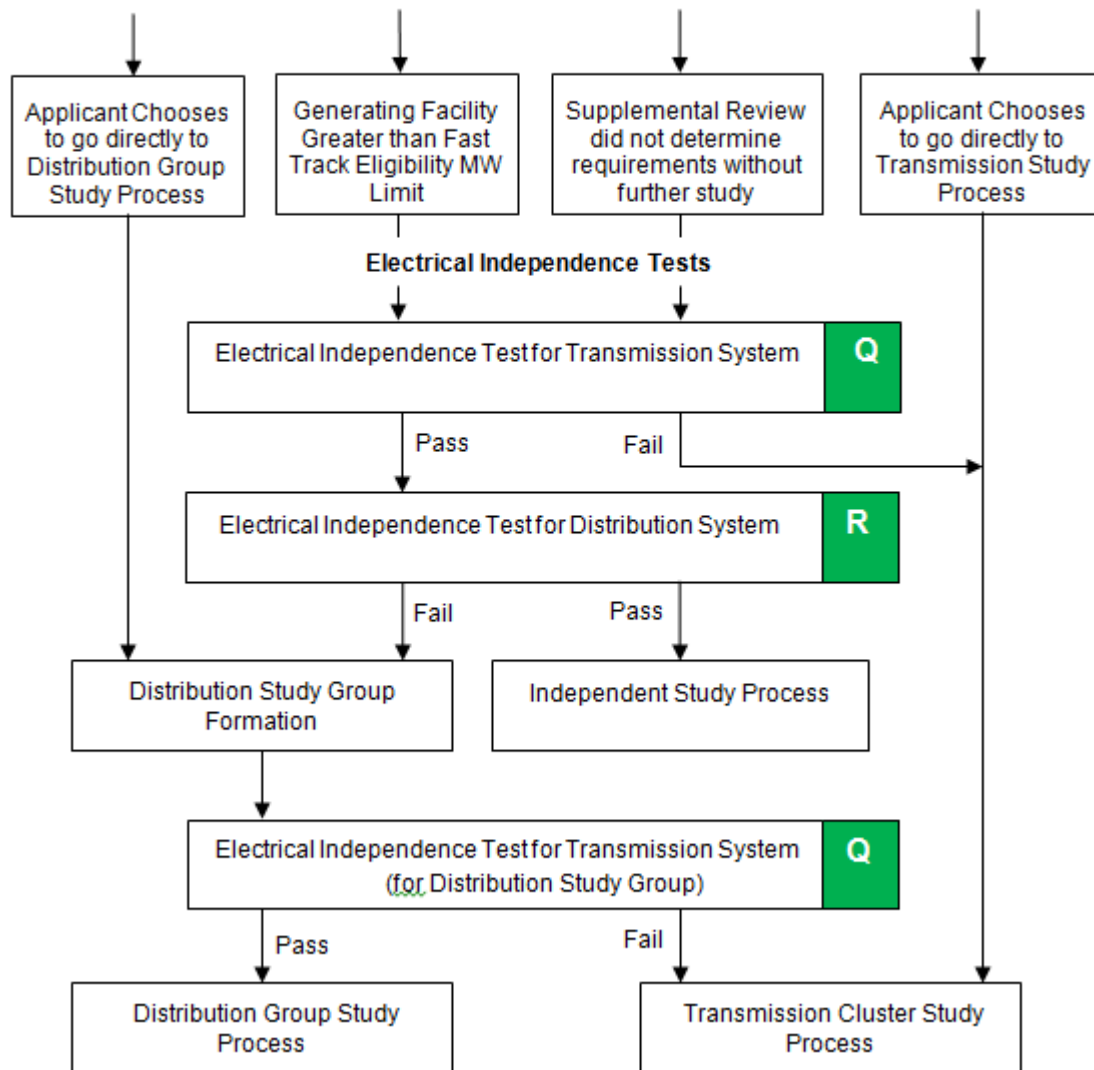 Applicant Chooses
to go directly to
Distribution Group
Study Process
Generating Facility
Greater than Fast
Track Eligibility MW
Limit
Supplemental Review
did not determine
requirements without
further study
Applicant Chooses
to go directly to
Transmission Study
Process
Electrical Independence Tests
Electrical Independence Test for Transmission System
Q
Pass
Fail
Electrical Independence Test for Distribution System
R
Fail
Pass
Distribution Study Group
Formation
Independent Study Process
Electrical Independence Test for Transmission System
(for Distribution Study Group)
Q
Pass
Fail
Distribution Group Study
Process
Transmission Cluster Study
Process